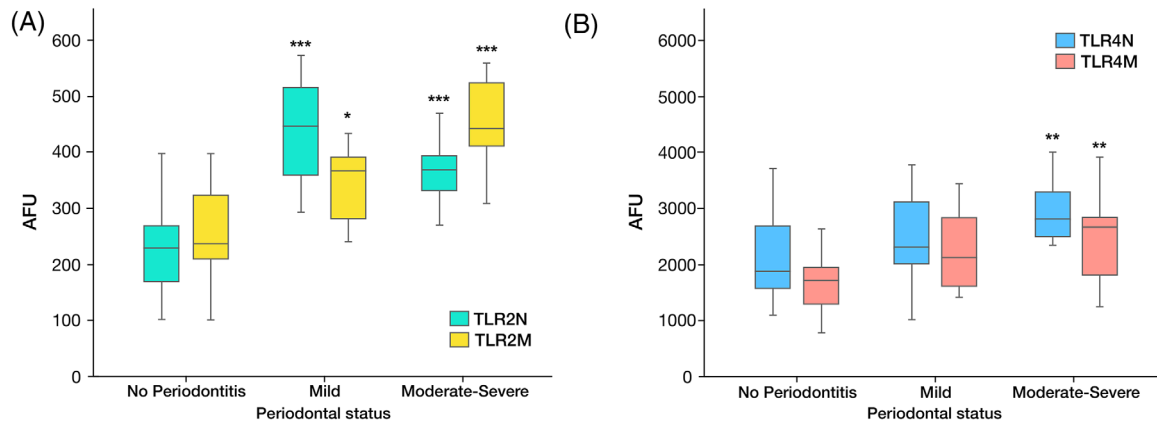 (A)
AFU
600
500
400
300
200
100
0
***
*
***
***
TLR2N
TLR2M
No Periodontitis
Mild
Moderate-Severe
Periodontal status
(B)
AFU
6000
5000
4000
3000
2000
1000
0
**
**
TLR4N
TLR4M
No Periodontitis
Mild
Moderate-Severe
Periodontal status